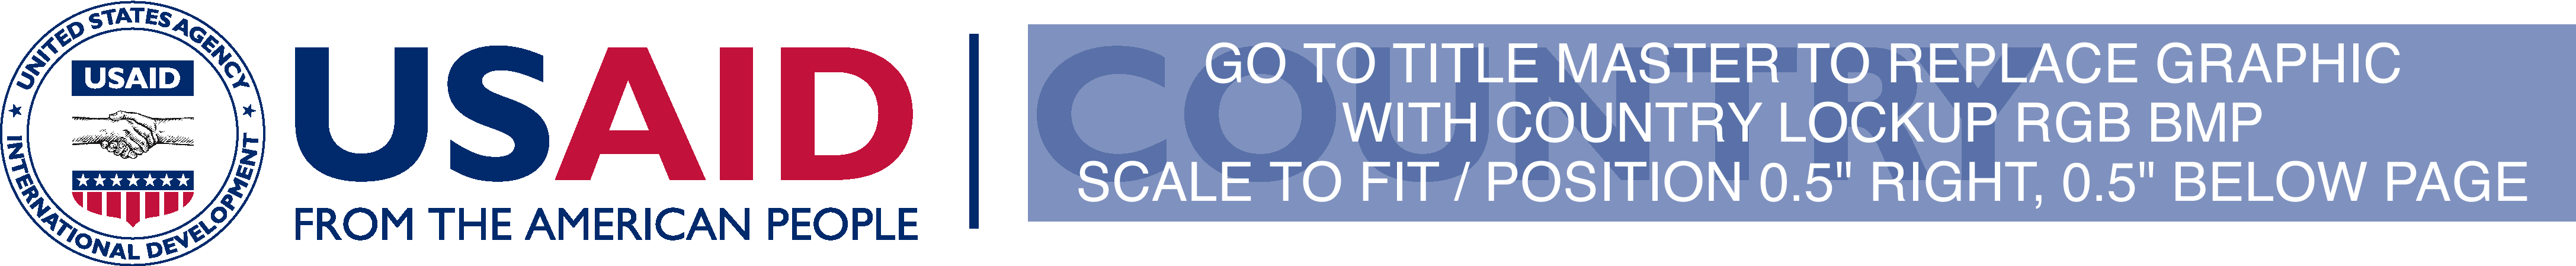 UNITED STATES AGENCY
INTERNATIONAL DEVELOPMENT
USAID
USAID
FROM THE AMERICAN PEOPLE
COUNTRY
GO TO TITLE MASTER TO REPLACE GRAPHIC
WITH COUNTRY LOCKUP RGB BMP
SCALE TO FIT / POSITION 0.5" RIGHT, 0.5" BELOW PAGE